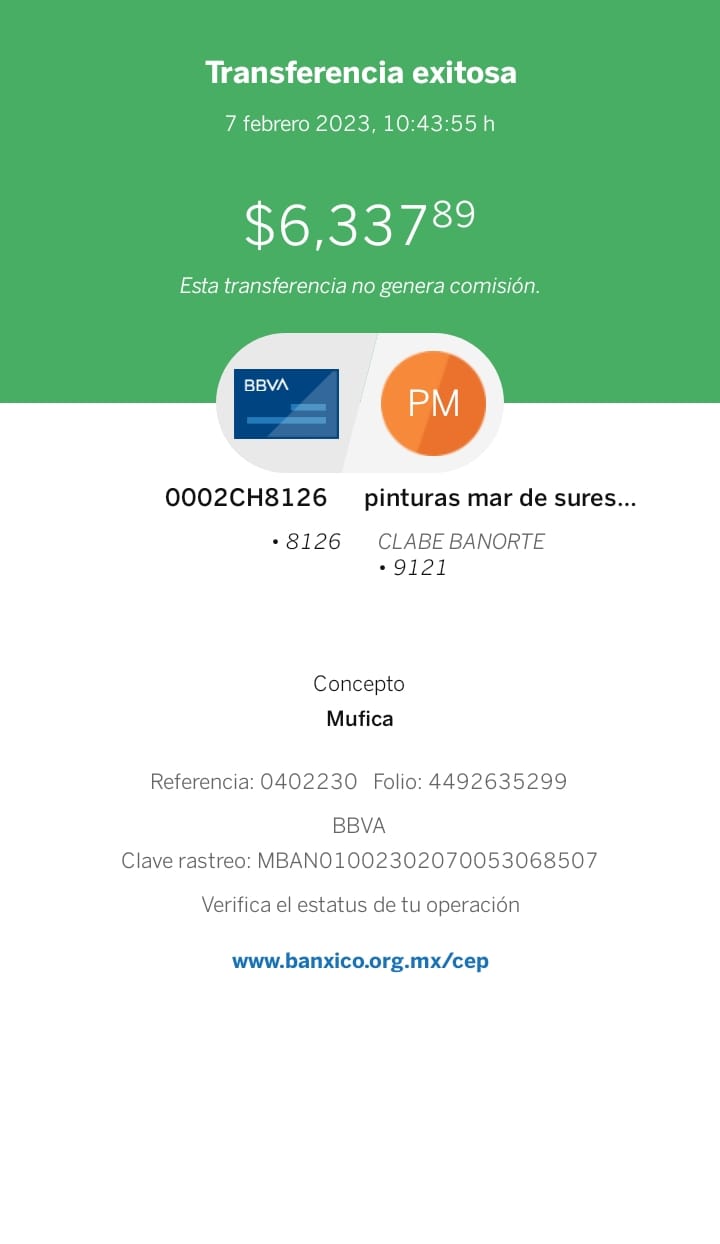 Transferencia exitosa
7 febrero 2023, 10:43:55 h
$6,337.89
Esta transferencia no genera comisión.
BBVA
PM
0002CH8126 pinturas mar de sures...
• 8126 CLABE BANORTE
• 9121
Concepto
Mufica
Referencia: 0402230 Folio: 4492635299
BBVA
Clave rastreo: MBAN01002302070053068507
Verifica el estatus de tu operación
www.banxico.org.mx/cep